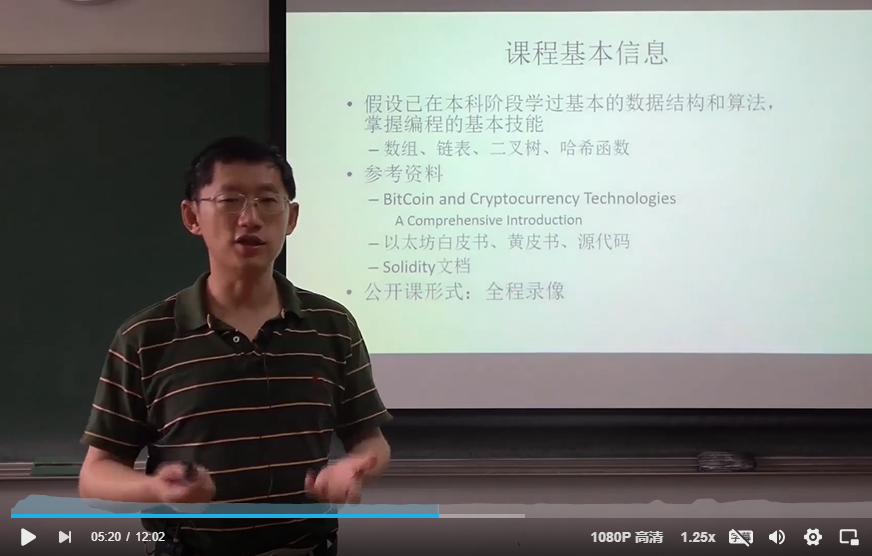 课程基本信息
• 假设已在本科阶段学过基本的数据结构和算法，
掌握编程的基本技能
– 数组、链表、二叉树、哈希函数
• 参考资料
– BitCoin and Cryptocurrency Technologies
A Comprehensive Introduction
– 以太坊白皮书、黄皮书、源代码
– Solidity文档
• 公开课形式：全程录像
05:20 / 12:02
1080P 高清
1.25x
字幕